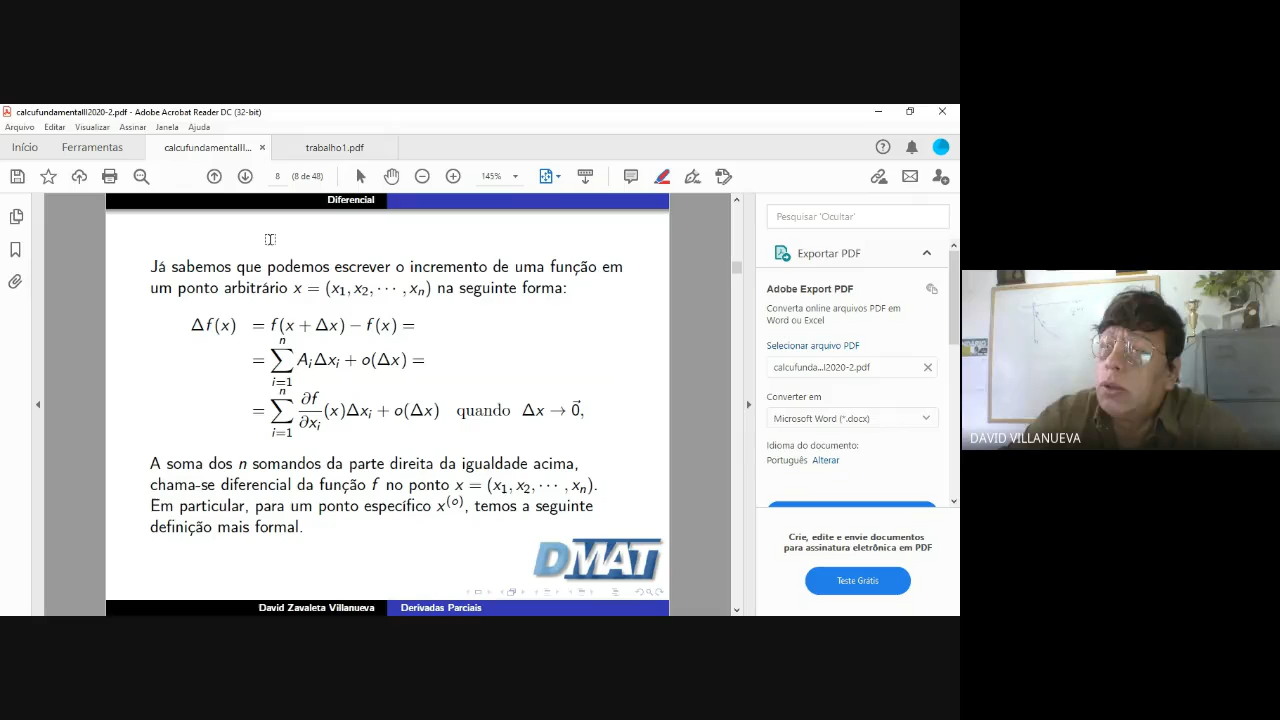 calcufundamentalII2020-2.pdf - Adobe Acrobat Reader DC (32-bit)
Arquivo Editar Visualizar Assinar Janela Ajuda
Início Ferramentas calcufundamentalII... × trabalho1.pdf
8 (8 de 48) 145%
Diferencial
Já sabemos que podemos escrever o incremento de uma função em
um ponto arbitrário x = (x₁, x₂, ⋯ , xₙ) na seguinte forma:
Δf(x) = f(x + Δx) − f(x) =
= ∑ⁿᵢ₌₁ AᵢΔxᵢ + o(Δx) =
= ∑ⁿᵢ₌₁ ∂f/∂xᵢ (x)Δxᵢ + o(Δx) quando Δx → 0⃗,
A soma dos n somandos da parte direita da igualdade acima,
chama-se diferencial da função f no ponto x = (x₁, x₂, ⋯ , xₙ).
Em particular, para um ponto específico x⁽ᵒ⁾, temos a seguinte
definição mais formal.
DMAT
David Zavaleta Villanueva Derivadas Parciais
Pesquisar 'Ocultar'
Exportar PDF
Adobe Export PDF
Converta online arquivos PDF em
Word ou Excel
Selecionar arquivo PDF
calcufunda...I2020-2.pdf
Converter em
Microsoft Word (*.docx)
Idioma do documento:
Português Alterar
Crie, edite e envie documentos
para assinatura eletrônica em PDF
Teste Grátis
DAVID VILLANUEVA